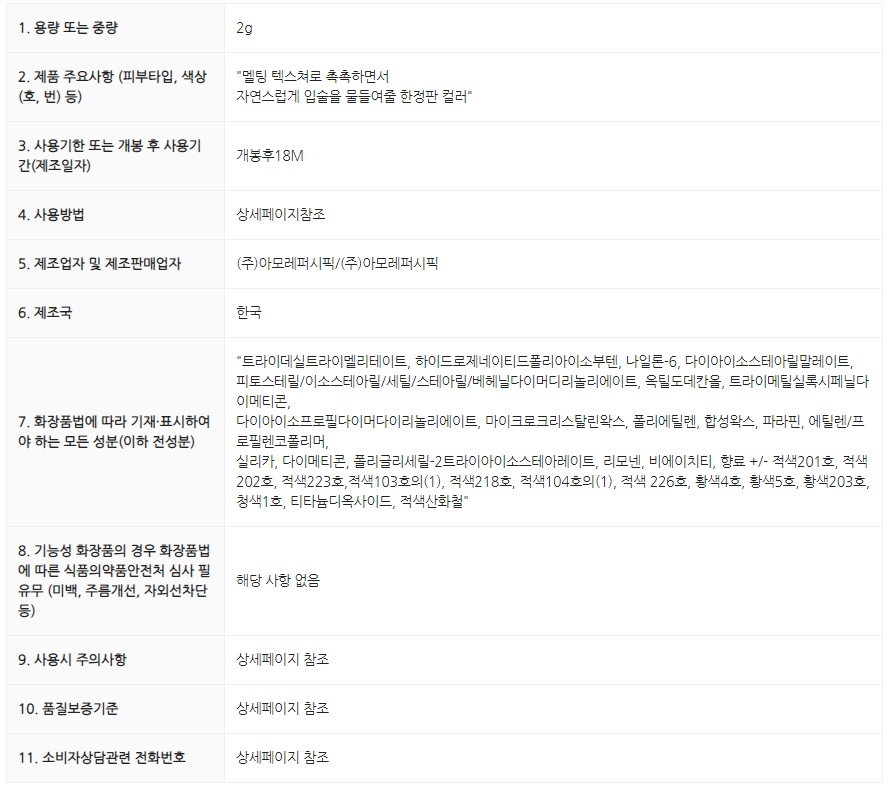 1. 용량 또는 중량
2g
2. 제품 주요사항 (피부타입, 색상
(호, 번) 등)
"멜팅 텍스쳐로 촉촉하면서
자연스럽게 입술을 물들여줄 한정판 컬러"
3. 사용기한 또는 개봉 후 사용기
간(제조일자)
개봉후18M
4. 사용방법
상세페이지참조
5. 제조업자 및 제조판매업자
(주)아모레퍼시픽/(주)아모레퍼시픽
6. 제조국
한국
7. 화장품법에 따라 기재·표시하여
야 하는 모든 성분(이하 전성분)
"트라이데실트라이멜리테이트, 하이드로제네이티드폴리아이소부텐, 나일론-6, 다이아이소스테아릴말레이트,
피토스테릴/이소스테아릴/세틸/스테아릴/베헤닐다이머디리놀리에이트, 옥틸도데칸올, 트라이메틸실록시페닐다
이메티콘,
다이아이소프로필다이머다이리놀리에이트, 마이크로크리스탈린왁스, 폴리에틸렌, 합성왁스, 파라핀, 에틸렌/프
로필렌코폴리머,
실리카, 다이메티콘, 폴리글리세릴-2트라이아이소스테아레이트, 리모넨, 비에이치티, 향료 +/- 적색201호, 적색
202호, 적색223호,적색103호의(1), 적색218호, 적색104호의(1), 적색 226호, 황색4호, 황색5호, 황색203호,
청색1호, 티타늄디옥사이드, 적색산화철"
8. 기능성 화장품의 경우 화장품법
에 따른 식품의약품안전처 심사 필
유무 (미백, 주름개선, 자외선차단
등)
해당 사항 없음
9. 사용시 주의사항
상세페이지 참조
10. 품질보증기준
상세페이지 참조
11. 소비자상담관련 전화번호
상세페이지 참조